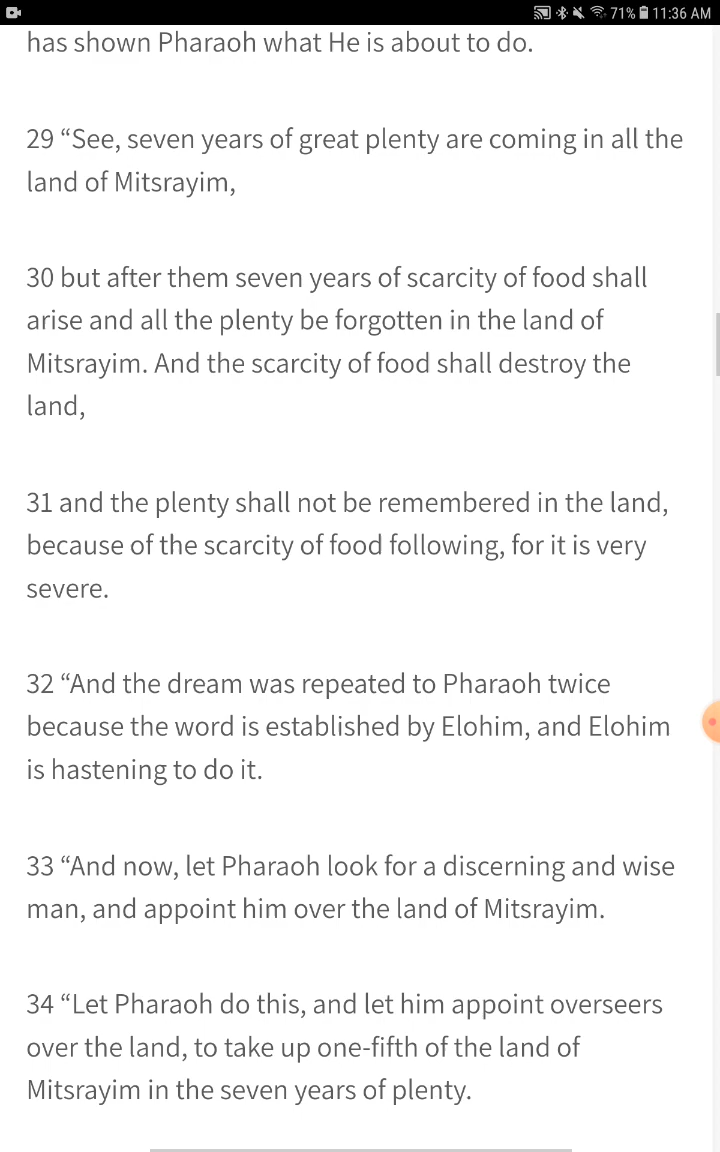 71% 11:36 AM
has shown Pharaoh what He is about to do.
29 “See, seven years of great plenty are coming in all the
land of Mitsrayim,
30 but after them seven years of scarcity of food shall
arise and all the plenty be forgotten in the land of
Mitsrayim. And the scarcity of food shall destroy the
land,
31 and the plenty shall not be remembered in the land,
because of the scarcity of food following, for it is very
severe.
32 “And the dream was repeated to Pharaoh twice
because the word is established by Elohim, and Elohim
is hastening to do it.
33 “And now, let Pharaoh look for a discerning and wise
man, and appoint him over the land of Mitsrayim.
34 “Let Pharaoh do this, and let him appoint overseers
over the land, to take up one-fifth of the land of
Mitsrayim in the seven years of plenty.